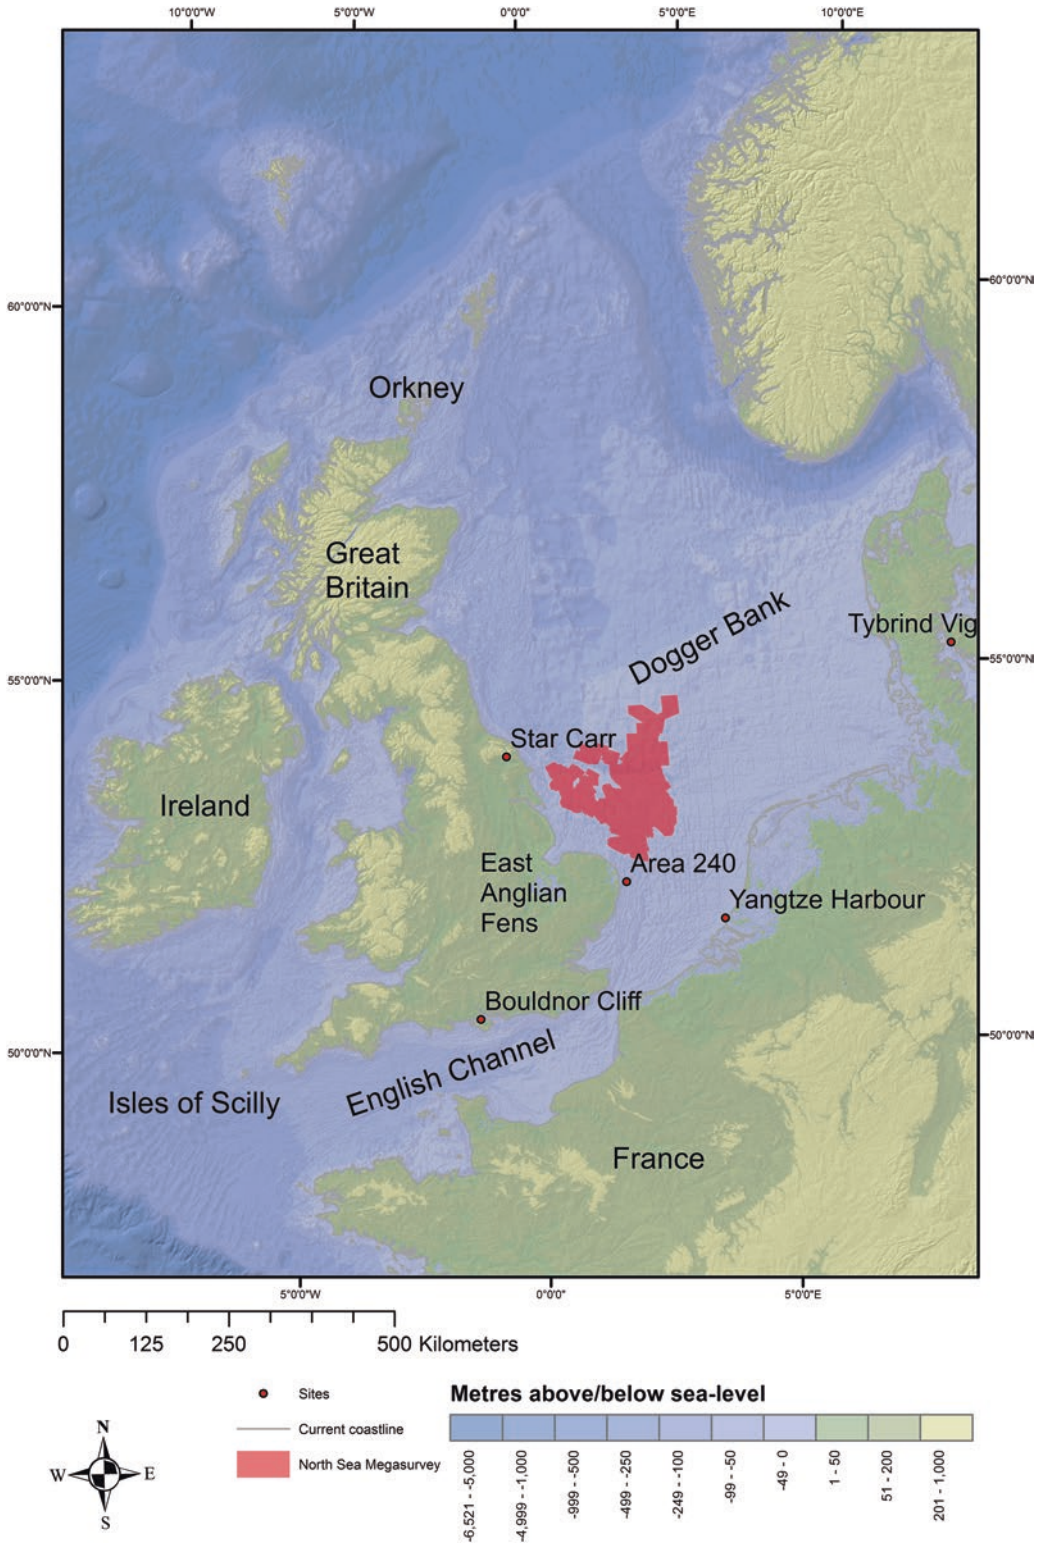 10°0'0"W
5°0'0"W
0°0'0"
5°0'0"E
10°0'0"E
60°0'0"N
60°0'0"N
Orkney
Great
Britain
Dogger Bank
Tybrind Vig
55°0'0"N
55°0'0"N
Star Carr
Ireland
East
Anglian
Fens
Area 240
Yangtze Harbour
Bouldnor Cliff
50°0'0"N
50°0'0"N
English Channel
Isles of Scilly
France
5°0'0"W
0°0'0"
5°0'0"E
0 125 250 500 Kilometers
Sites
Current coastline
North Sea Megasurvey
N
W E
S
Metres above/below sea-level
-6,521 - -5,000
-4,999 - -1,000
-999 - -500
-499 - -250
-249 - -100
-99 - -50
-49 - 0
1 - 50
51 - 200
201 - 1,000